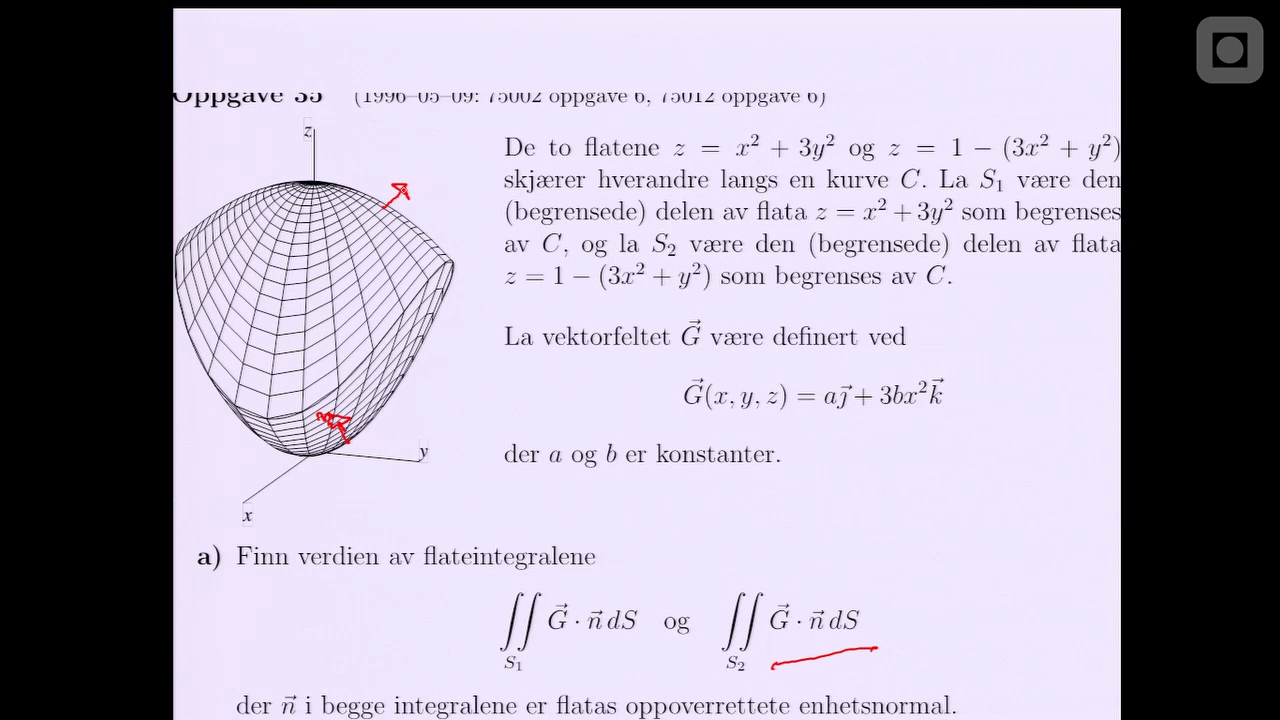 Oppgave 35 (1996–05–09: 75002 oppgave 6, 75012 oppgave 6)
z
De to flatene z = x² + 3y² og z = 1 − (3x² + y²)
skjærer hverandre langs en kurve C. La S₁ være den
(begrensede) delen av flata z = x² + 3y² som begrenses
av C, og la S₂ være den (begrensede) delen av flata
z = 1 − (3x² + y²) som begrenses av C.
La vektorfeltet G⃗ være definert ved
G⃗(x, y, z) = aj⃗ + 3bx²k⃗
y
der a og b er konstanter.
x
a) Finn verdien av flateintegralene
∬_{S₁} G⃗ · n⃗ dS og ∬_{S₂} G⃗ · n⃗ dS
der n⃗ i begge integralene er flatas oppoverrettete enhetsnormal.